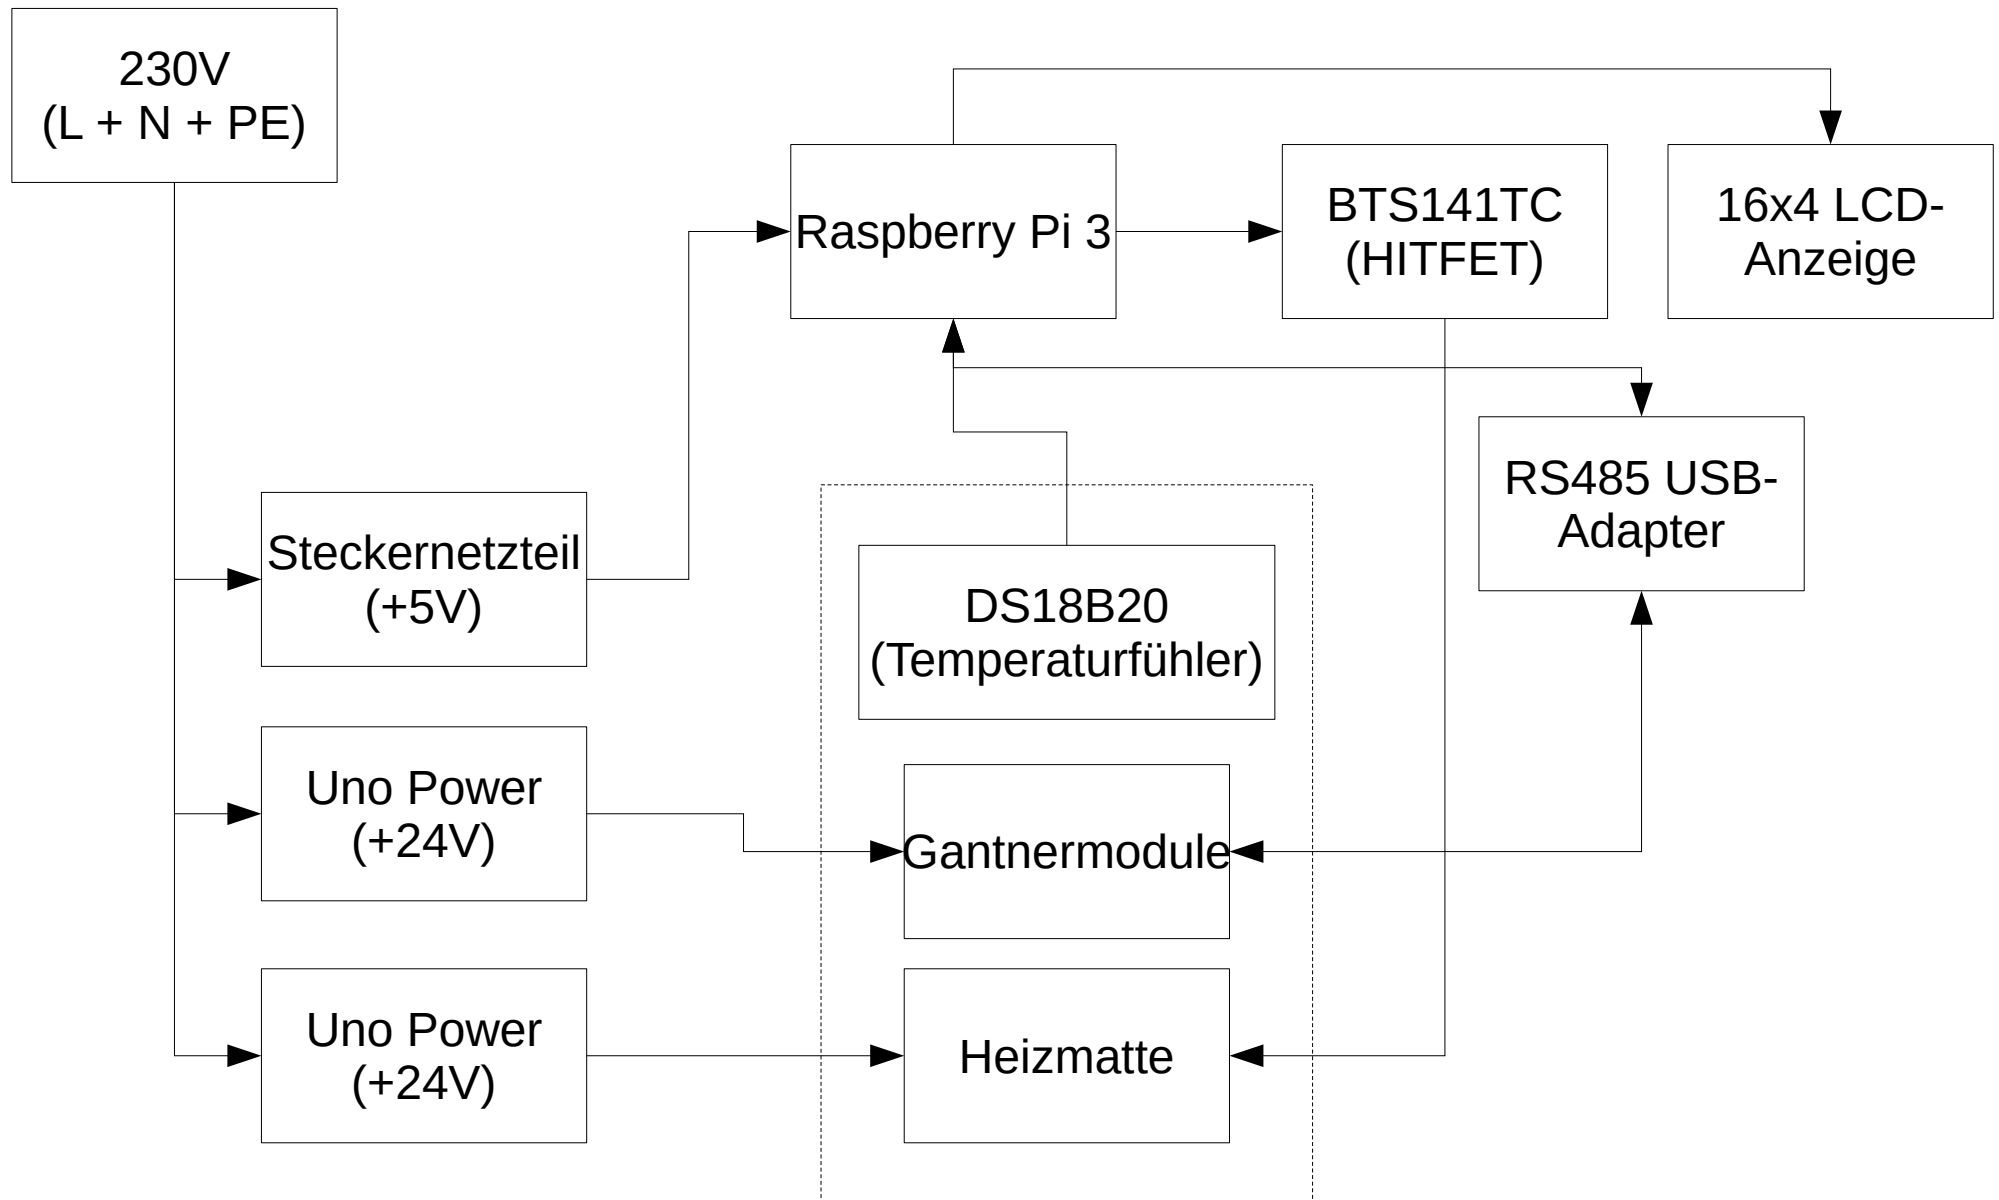 230V
(L + N + PE)
Raspberry Pi 3
BTS141TC
(HITFET)
16x4 LCD-
Anzeige
RS485 USB-
Adapter
Steckernetzteil
(+5V)
DS18B20
(Temperaturfühler)
Uno Power
(+24V)
Gantnermodule
Uno Power
(+24V)
Heizmatte